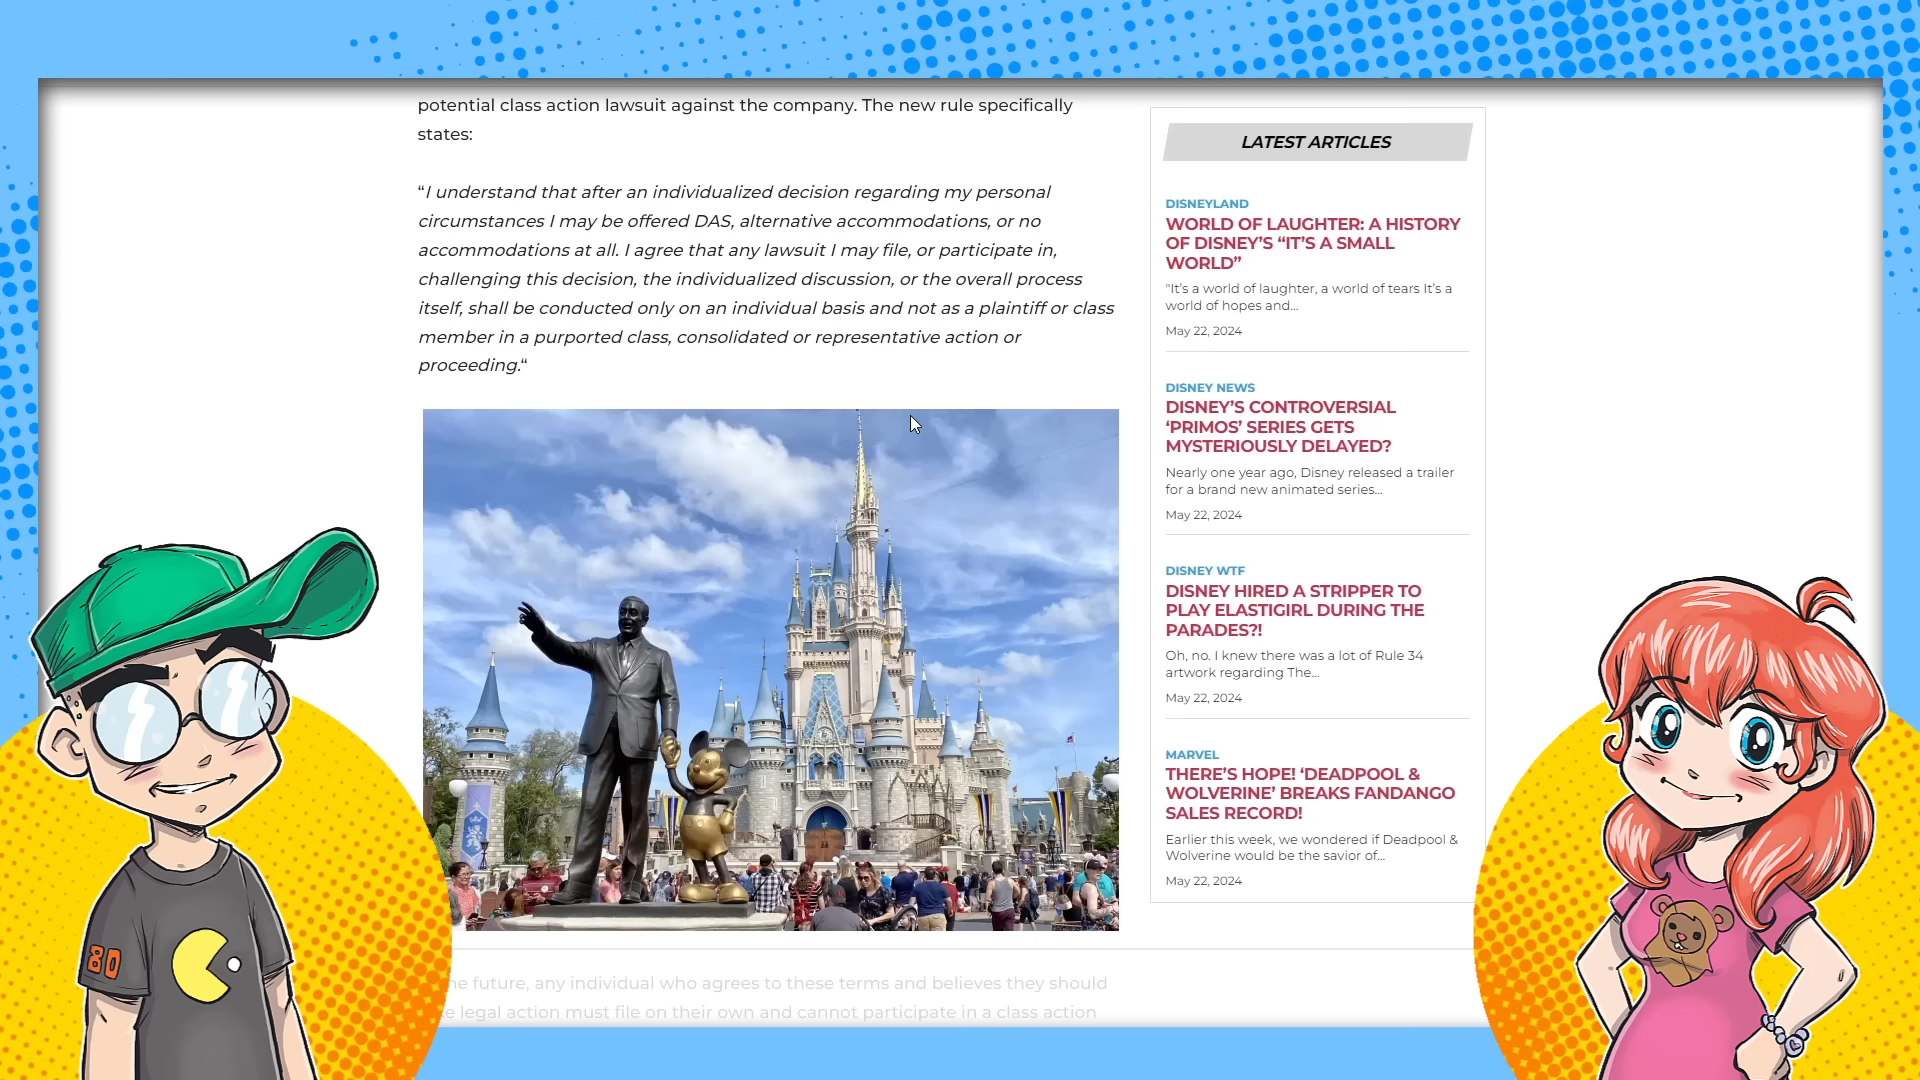 potential class action lawsuit against the company. The new rule specifically
states:
“I understand that after an individualized decision regarding my personal
circumstances I may be offered DAS, alternative accommodations, or no
accommodations at all. I agree that any lawsuit I may file, or participate in,
challenging this decision, the individualized discussion, or the overall process
itself, shall be conducted only on an individual basis and not as a plaintiff or class
member in a purported class, consolidated or representative action or
proceeding.“
future, any individual who agrees to these terms and believes they should
legal action must file on their own and cannot participate in a class action
LATEST ARTICLES
DISNEYLAND
WORLD OF LAUGHTER: A HISTORY
OF DISNEY’S “IT’S A SMALL
WORLD”
"It’s a world of laughter, a world of tears It’s a
world of hopes and...
May 22, 2024
DISNEY NEWS
DISNEY’S CONTROVERSIAL
‘PRIMOS’ SERIES GETS
MYSTERIOUSLY DELAYED?
Nearly one year ago, Disney released a trailer
for a brand new animated series...
May 22, 2024
DISNEY WTF
DISNEY HIRED A STRIPPER TO
PLAY ELASTIGIRL DURING THE
PARADES?!
Oh, no. I knew there was a lot of Rule 34
artwork regarding The...
May 22, 2024
MARVEL
THERE’S HOPE! ‘DEADPOOL &
WOLVERINE’ BREAKS FANDANGO
SALES RECORD!
Earlier this week, we wondered if Deadpool &
Wolverine would be the savior of...
May 22, 2024
80